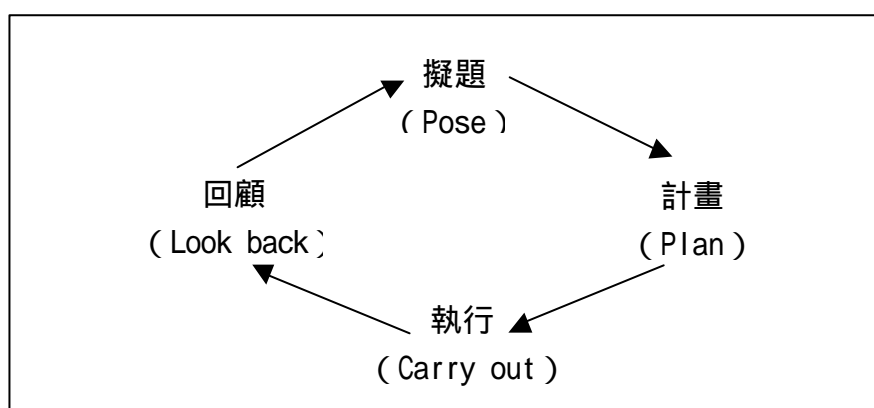 擬題
（Pose）
回顧
（Look back）
計畫
（Plan）
執行
（Carry out）